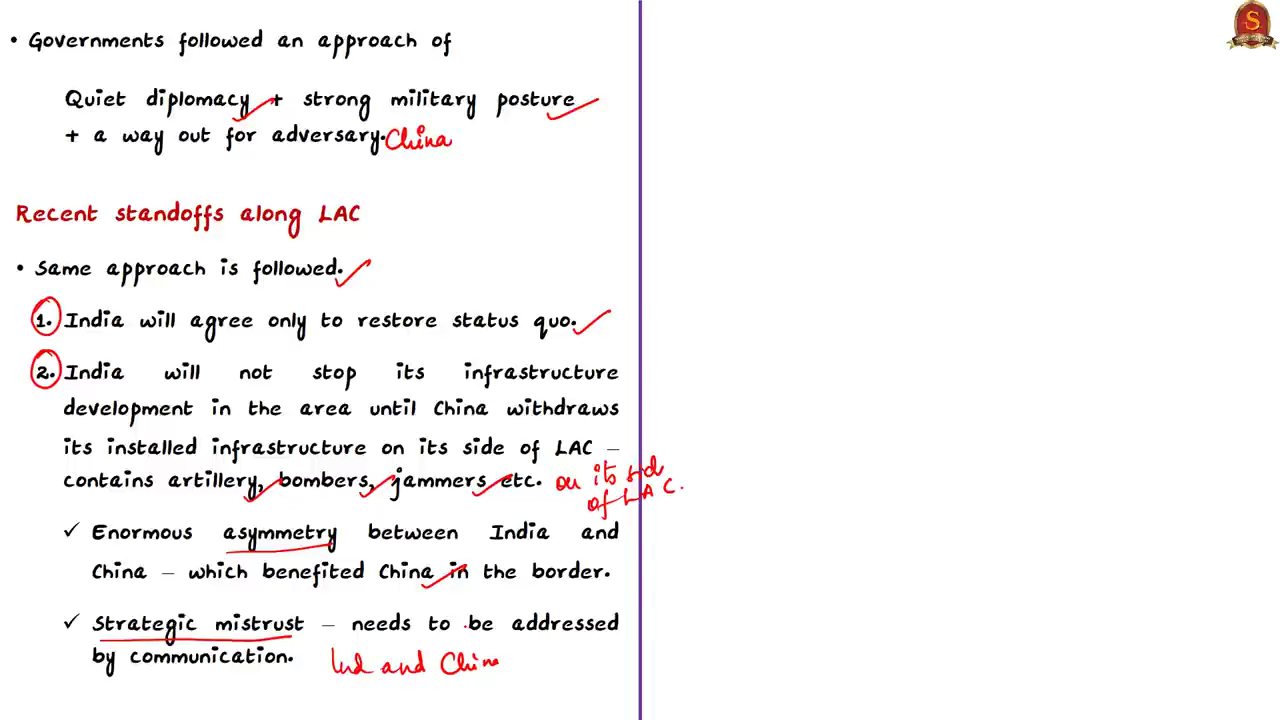 • Governments followed an approach of
Quiet diplomacy + strong military posture
+ a way out for adversary. China
Recent standoffs along LAC
• Same approach is followed.
1. India will agree only to restore status quo.
2. India will not stop its infrastructure
development in the area until China withdraws
its installed infrastructure on its side of LAC –
contains artillery, bombers, jammers etc. on its side
of LAC.
✓ Enormous asymmetry between India and
China – which benefited China in the border.
✓ Strategic mistrust – needs to be addressed
by communication. Ind and China
S